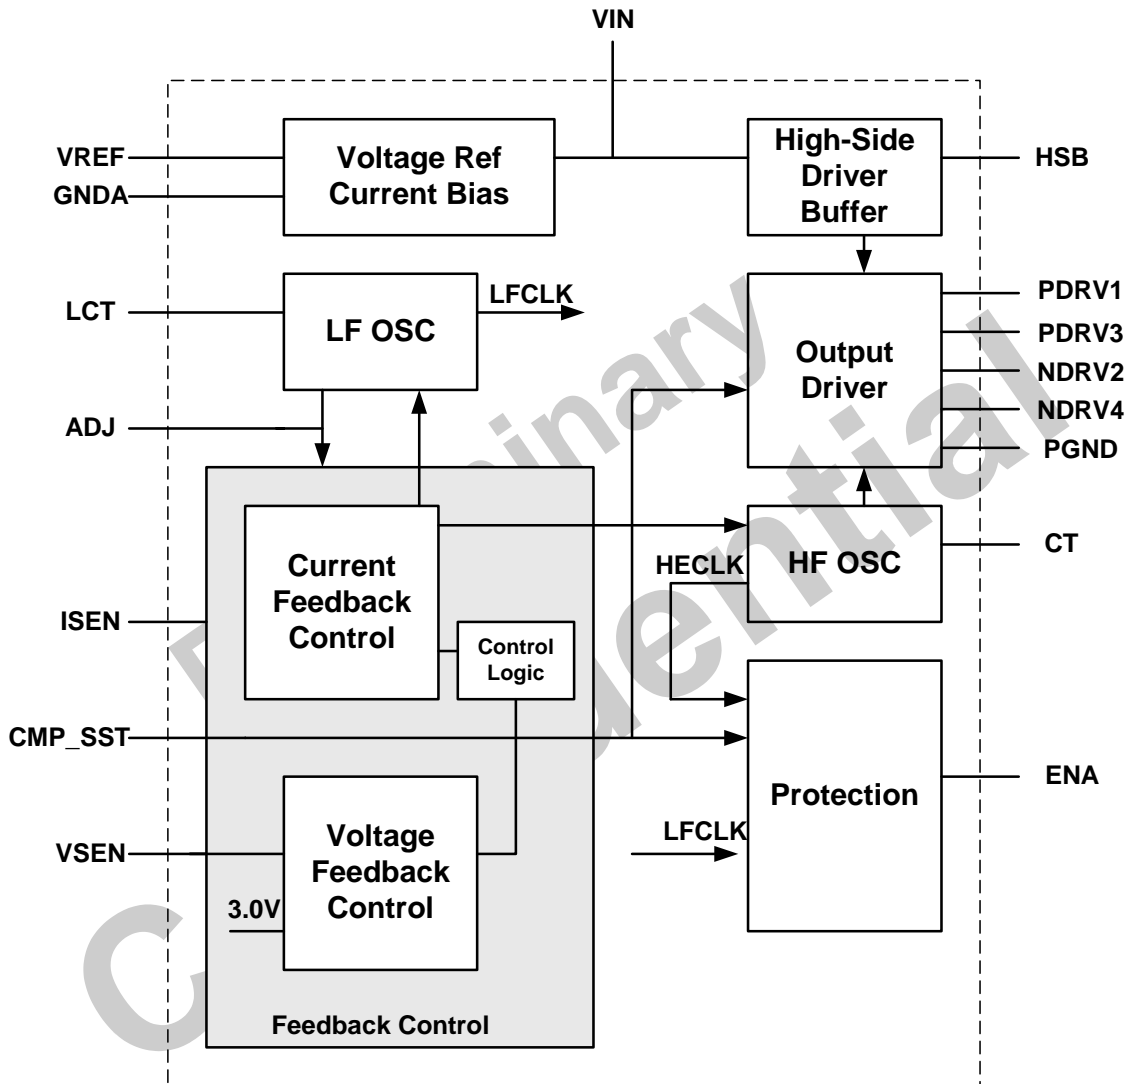 VIN
VREF
GNDA
Voltage Ref
Current Bias
High-Side
Driver
Buffer
HSB
LCT
LF OSC
LFCLK
ADJ
Output
Driver
PDRV1
PDRV3
NDRV2
NDRV4
PGND
Current
Feedback
Control
HECLK
HF OSC
CT
ISEN
Control
Logic
CMP_SST
Protection
ENA
LFCLK
VSEN
Voltage
Feedback
Control
3.0V
Feedback Control